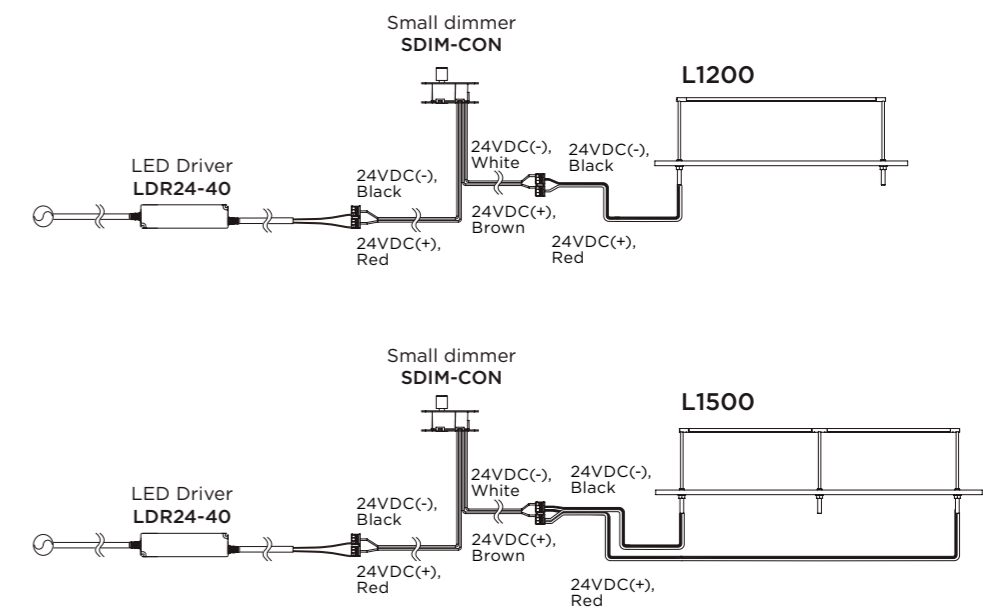 Small dimmer
SDIM-CON
L1200
LED Driver
LDR24-40
24VDC(-),
Black
24VDC(+),
Red
24VDC(-),
White
24VDC(+),
Brown
24VDC(-),
Black
24VDC(+),
Red
Small dimmer
SDIM-CON
L1500
LED Driver
LDR24-40
24VDC(-),
Black
24VDC(+),
Red
24VDC(-),
White
24VDC(+),
Brown
24VDC(-),
Black
24VDC(+),
Red